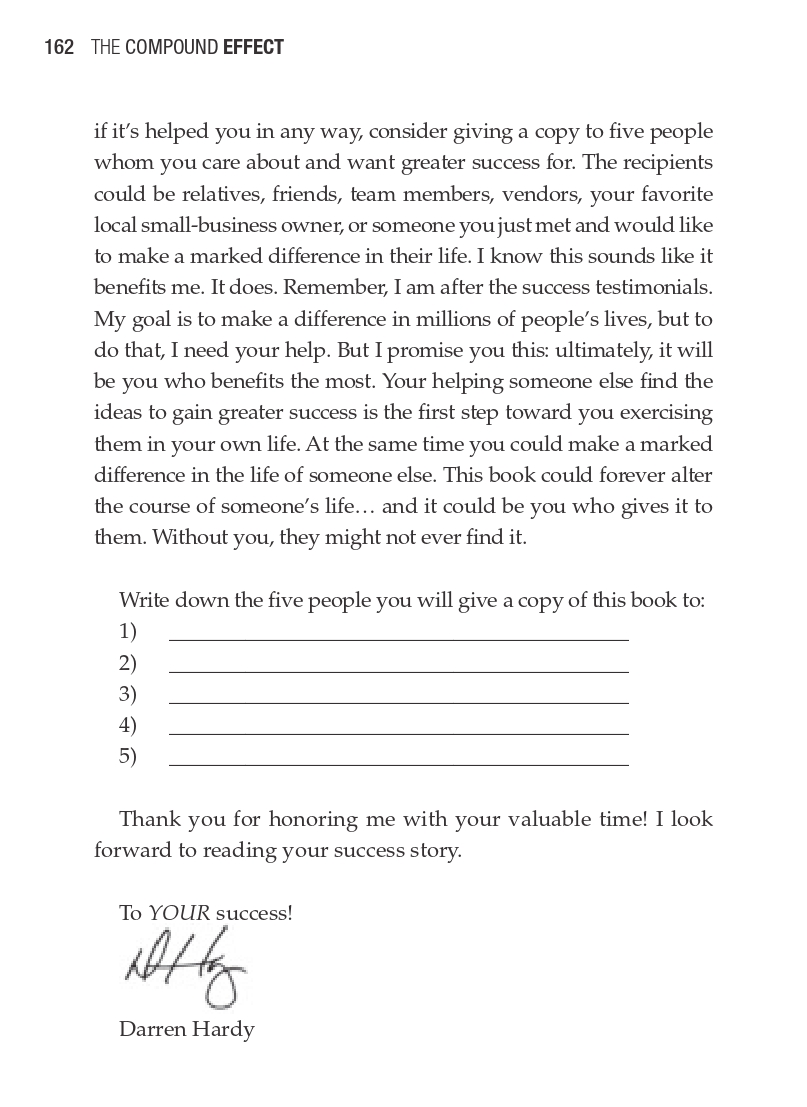 162 THE COMPOUND EFFECT
if it’s helped you in any way, consider giving a copy to five people
whom you care about and want greater success for. The recipients
could be relatives, friends, team members, vendors, your favorite
local small-business owner, or someone you just met and would like
to make a marked difference in their life. I know this sounds like it
benefits me. It does. Remember, I am after the success testimonials.
My goal is to make a difference in millions of people’s lives, but to
do that, I need your help. But I promise you this: ultimately, it will
be you who benefits the most. Your helping someone else find the
ideas to gain greater success is the first step toward you exercising
them in your own life. At the same time you could make a marked
difference in the life of someone else. This book could forever alter
the course of someone’s life… and it could be you who gives it to
them. Without you, they might not ever find it.
Write down the five people you will give a copy of this book to:
1)
2)
3)
4)
5)
Thank you for honoring me with your valuable time! I look
forward to reading your success story.
To YOUR success!
Darren Hardy